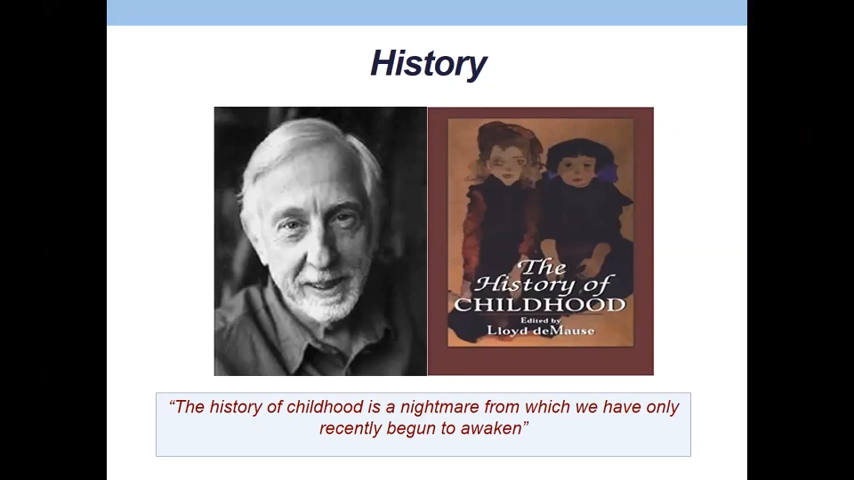 History
The
History of
CHILDHOOD
Edited by
Lloyd deMause
“The history of childhood is a nightmare from which we have only
recently begun to awaken”